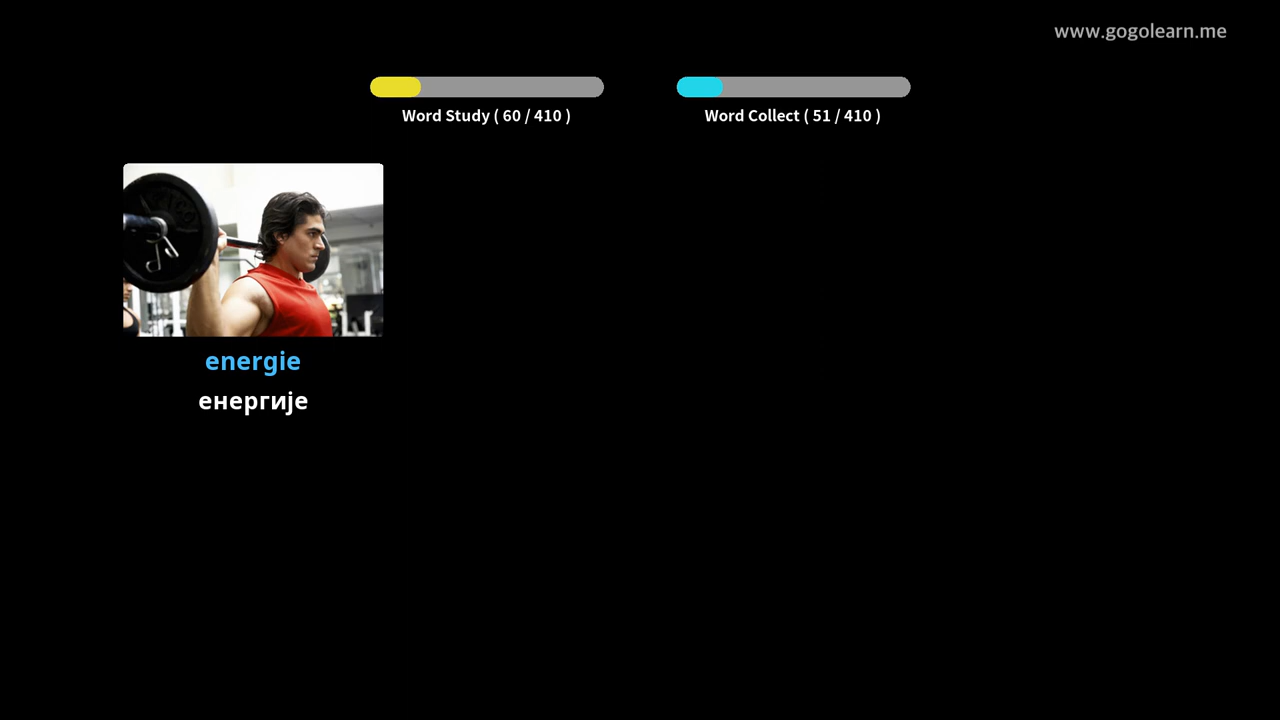 www.gogolearn.me
Word Study ( 60 / 410 )
Word Collect ( 51 / 410 )
energie
енергије